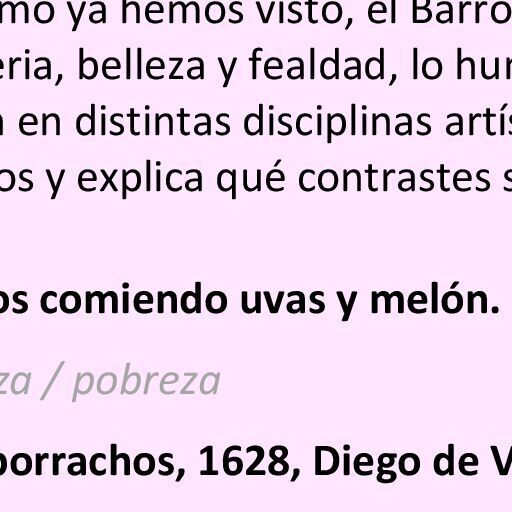 mo ya hemos visto, el Barro
eria, belleza y fealdad, lo hu
en distintas disciplinas artís
os y explica qué contrastes s
os comiendo uvas y melón.
za / pobreza
borrachos, 1628, Diego de V